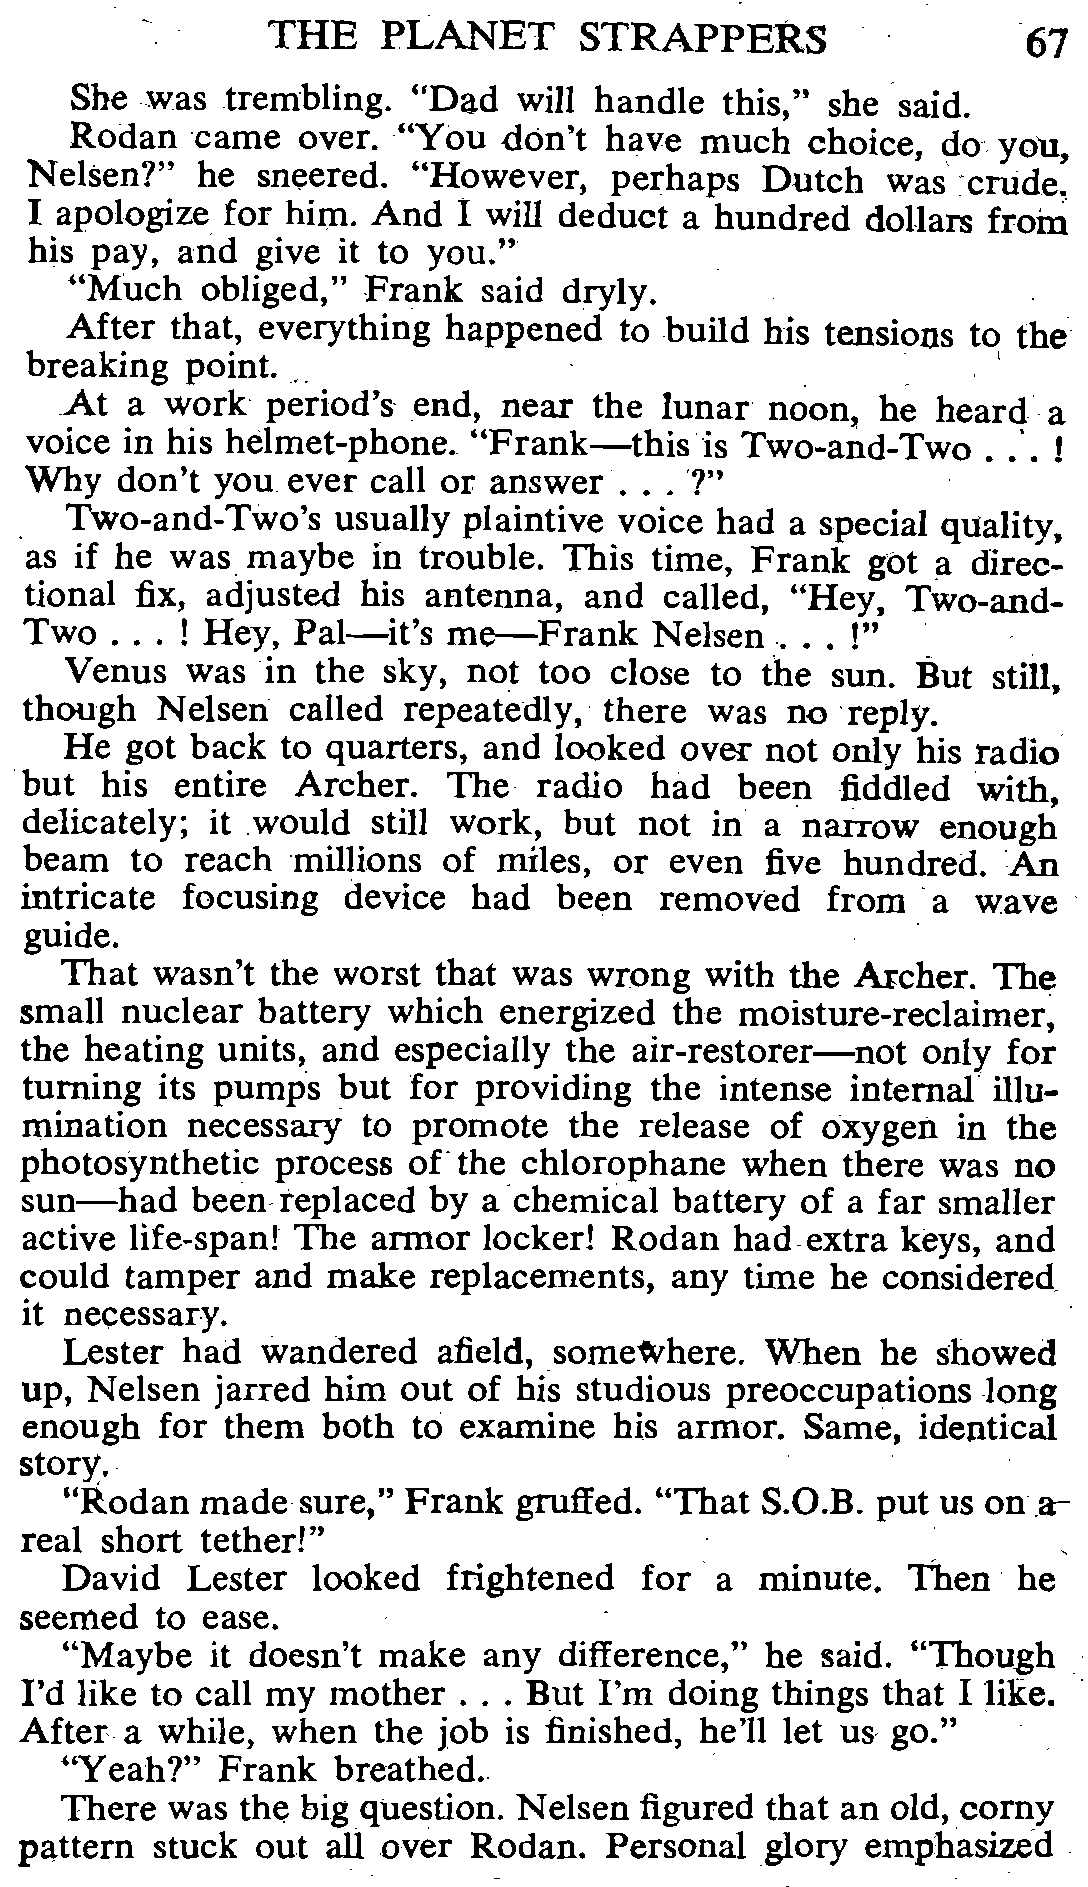 THE PLANET STRAPPERS 67
She was trembling. “Dad will handle this,” she said.
Rodan came over. “You don't have much choice, do you,
Nelsen?” he sneered. “However, perhaps Dutch was crude.
I apologize for him. And I will deduct a hundred dollars from
his pay, and give it to you.”
“Much obliged,” Frank said dryly.
After that, everything happened to build his tensions to the
breaking point.
At a work period's end, near the lunar noon, he heard a
voice in his helmet-phone. “Frank—this is Two-and-Two . . . !
Why don't you ever call or answer . . . ?”
Two-and-Two's usually plaintive voice had a special quality,
as if he was maybe in trouble. This time, Frank got a direc-
tional fix, adjusted his antenna, and called, “Hey, Two-and-
Two . . . ! Hey, Pal—it's me—Frank Nelsen . . . !”
Venus was in the sky, not too close to the sun. But still,
though Nelsen called repeatedly, there was no reply.
He got back to quarters, and looked over not only his radio
but his entire Archer. The radio had been fiddled with,
delicately; it would still work, but not in a narrow enough
beam to reach millions of miles, or even five hundred. An
intricate focusing device had been removed from a wave
guide.
That wasn't the worst that was wrong with the Archer. The
small nuclear battery which energized the moisture-reclaimer,
the heating units, and especially the air-restorer—not only for
turning its pumps but for providing the intense internal illu-
mination necessary to promote the release of oxygen in the
photosynthetic process of the chlorophane when there was no
sun—had been replaced by a chemical battery of a far smaller
active life-span! The armor locker! Rodan had extra keys, and
could tamper and make replacements, any time he considered
it necessary.
Lester had wandered afield, somewhere. When he showed
up, Nelsen jarred him out of his studious preoccupations long
enough for them both to examine his armor. Same, identical
story.
“Rodan made sure,” Frank gruffed. “That S.O.B. put us on a
real short tether!”
David Lester looked frightened for a minute. Then he
seemed to ease.
“Maybe it doesn't make any difference,” he said. “Though
I'd like to call my mother . . . But I'm doing things that I like.
After a while, when the job is finished, he'll let us go.”
“Yeah?” Frank breathed.
There was the big question. Nelsen figured that an old, corny
pattern stuck out all over Rodan. Personal glory emphasized